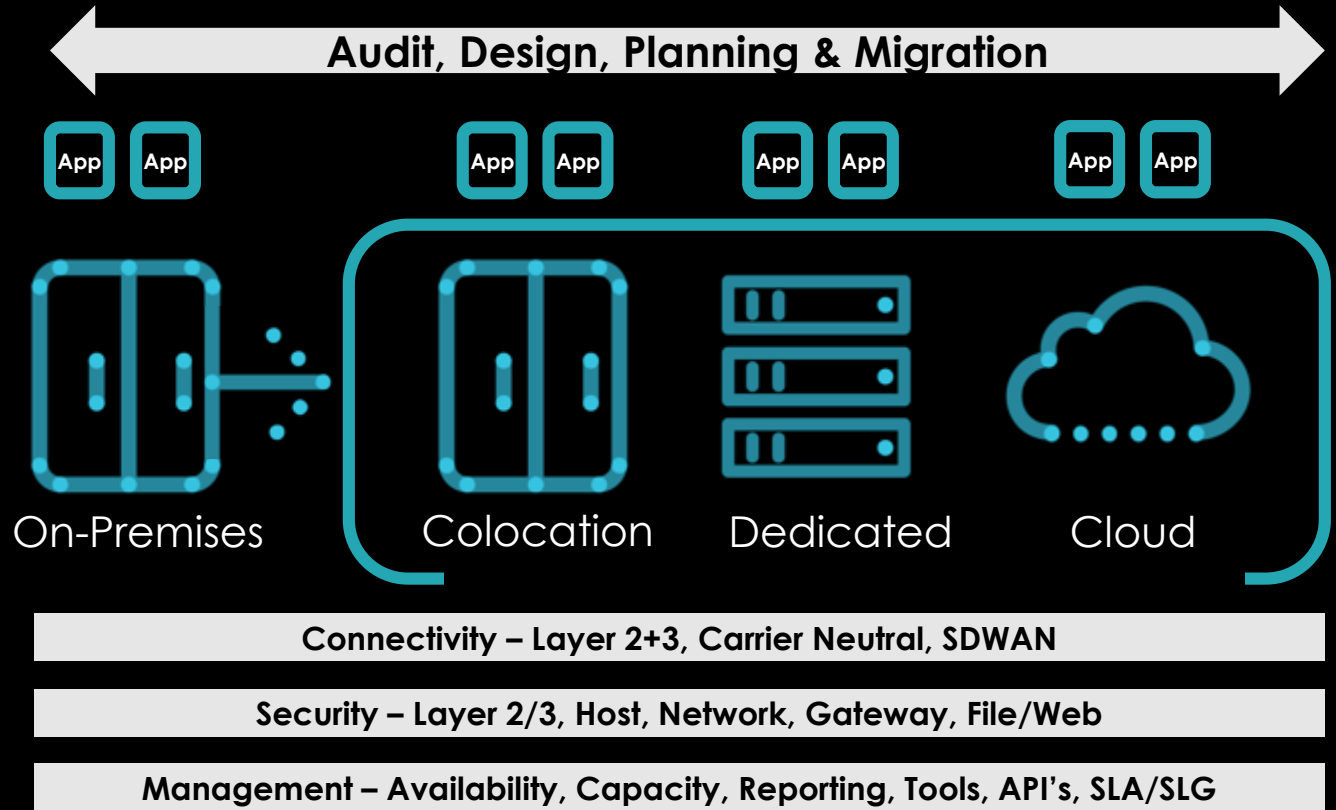 Audit, Design, Planning & Migration
App App App App App App App App
On-Premises Colocation Dedicated Cloud
Connectivity – Layer 2+3, Carrier Neutral, SDWAN
Security – Layer 2/3, Host, Network, Gateway, File/Web
Management – Availability, Capacity, Reporting, Tools, API's, SLA/SLG